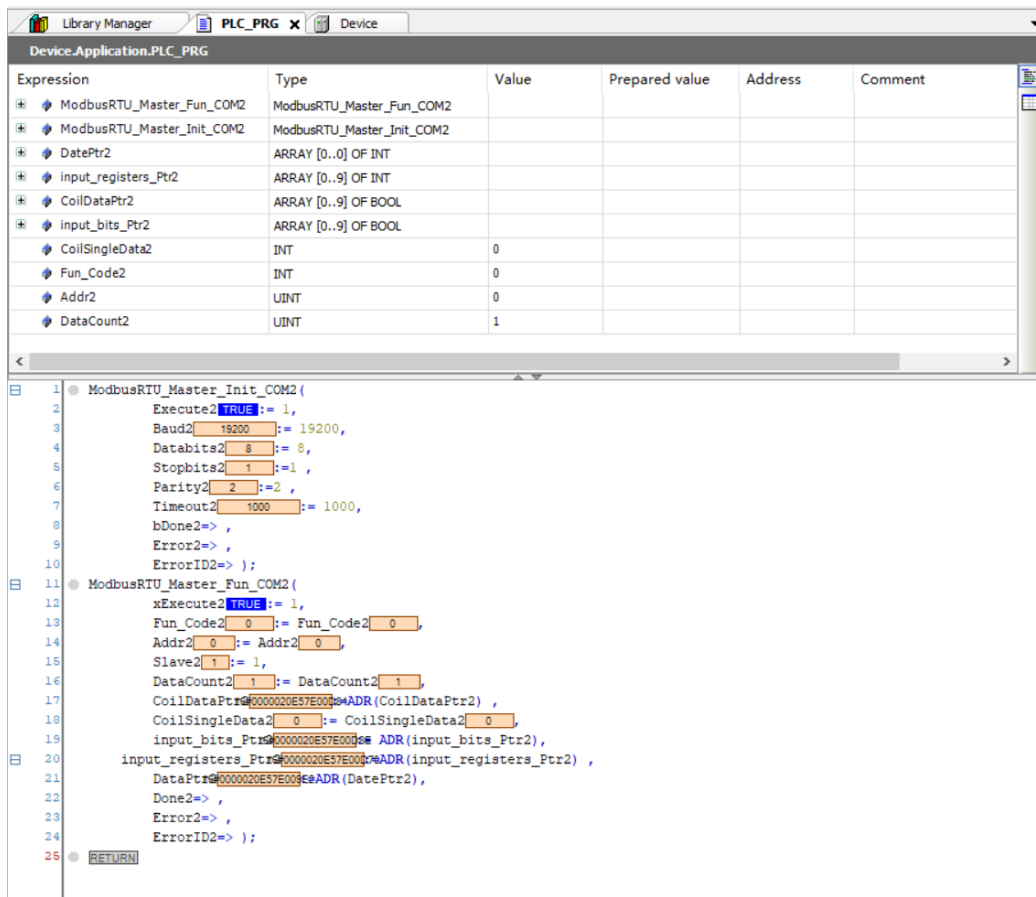 Library Manager PLC_PRG Device
Device.Application.PLC_PRG
Expression Type Value Prepared value Address Comment
ModbusRTU_Master_Fun_COM2 ModbusRTU_Master_Fun_COM2
ModbusRTU_Master_Init_COM2 ModbusRTU_Master_Init_COM2
DatePtr2 ARRAY [0..0] OF INT
input_registers_Ptr2 ARRAY [0..9] OF INT
CoilDataPtr2 ARRAY [0..9] OF BOOL
input_bits_Ptr2 ARRAY [0..9] OF BOOL
CoilSingleData2 INT 0
Fun_Code2 INT 0
Addr2 UINT 0
DataCount2 UINT 1
1 ModbusRTU_Master_Init_COM2(
2 Execute2 TRUE := 1,
3 Baud2 19200 := 19200,
4 Databits2 8 := 8,
5 Stopbits2 1 :=1 ,
6 Parity2 2 :=2 ,
7 Timeout2 1000 := 1000,
8 bDone2=> ,
9 Error2=> ,
10 ErrorID2=> );
11 ModbusRTU_Master_Fun_COM2(
12 xExecute2 TRUE := 1,
13 Fun_Code2 0 := Fun_Code2 0 ,
14 Addr2 0 := Addr2 0 ,
15 Slave2 1 := 1,
16 DataCount2 1 := DataCount2 1 ,
17 CoilDataPtr ADR(CoilDataPtr2) ,
18 CoilSingleData2 0 := CoilSingleData2 0 ,
19 input_bits_Ptr ADR(input_bits_Ptr2),
20 input_registers_Ptr ADR(input_registers_Ptr2) ,
21 DataPtr ADR(DatePtr2),
22 Done2=> ,
23 Error2=> ,
24 ErrorID2=> );
25 RETURN